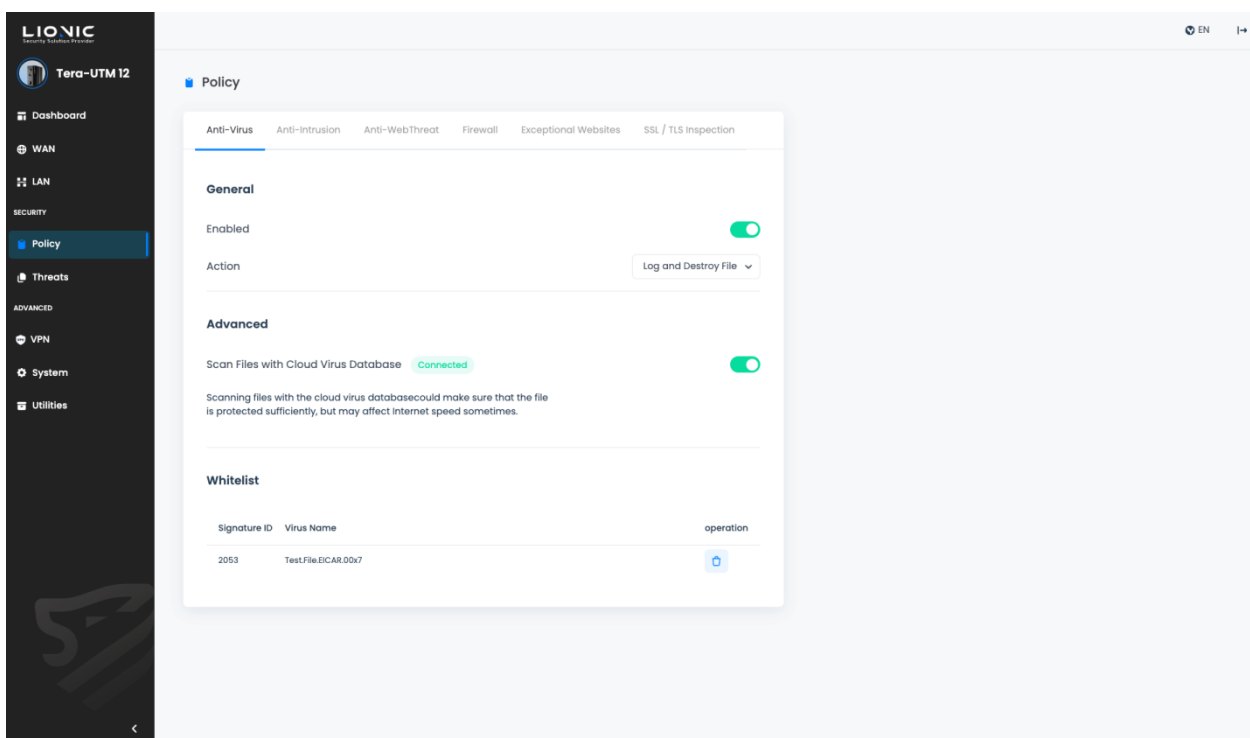 LIONIC
Security Solution Provider
EN
Tera-UTM 12
Dashboard
WAN
LAN
SECURITY
Policy
Threats
ADVANCED
VPN
System
Utilities
Policy
Anti-Virus Anti-Intrusion Anti-WebThreat Firewall Exceptional Websites SSL / TLS Inspection
General
Enabled
Action Log and Destroy File
Advanced
Scan Files with Cloud Virus Database Connected
Scanning files with the cloud virus databasecould make sure that the file
is protected sufficiently, but may affect Internet speed sometimes.
Whitelist
Signature ID Virus Name operation
2053 Test.File.EICAR.00x7